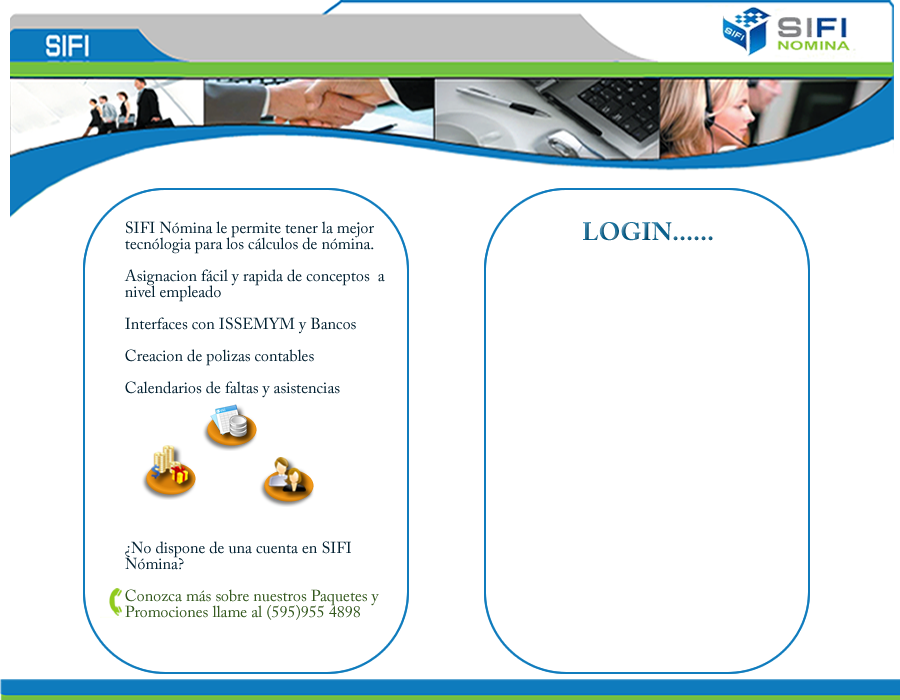 SIFI
SIFI
SIFI
NOMINA
SIFI Nómina le permite tener la mejor
tecnólogia para los cálculos de nómina.
Asignacion fácil y rapida de conceptos a
nivel empleado
Interfaces con ISSEMYM y Bancos
Creacion de polizas contables
Calendarios de faltas y asistencias
¿No dispone de una cuenta en SIFI
Nómina?
Conozca más sobre nuestros Paquetes y
Promociones llame al (595)955 4898
LOGIN......